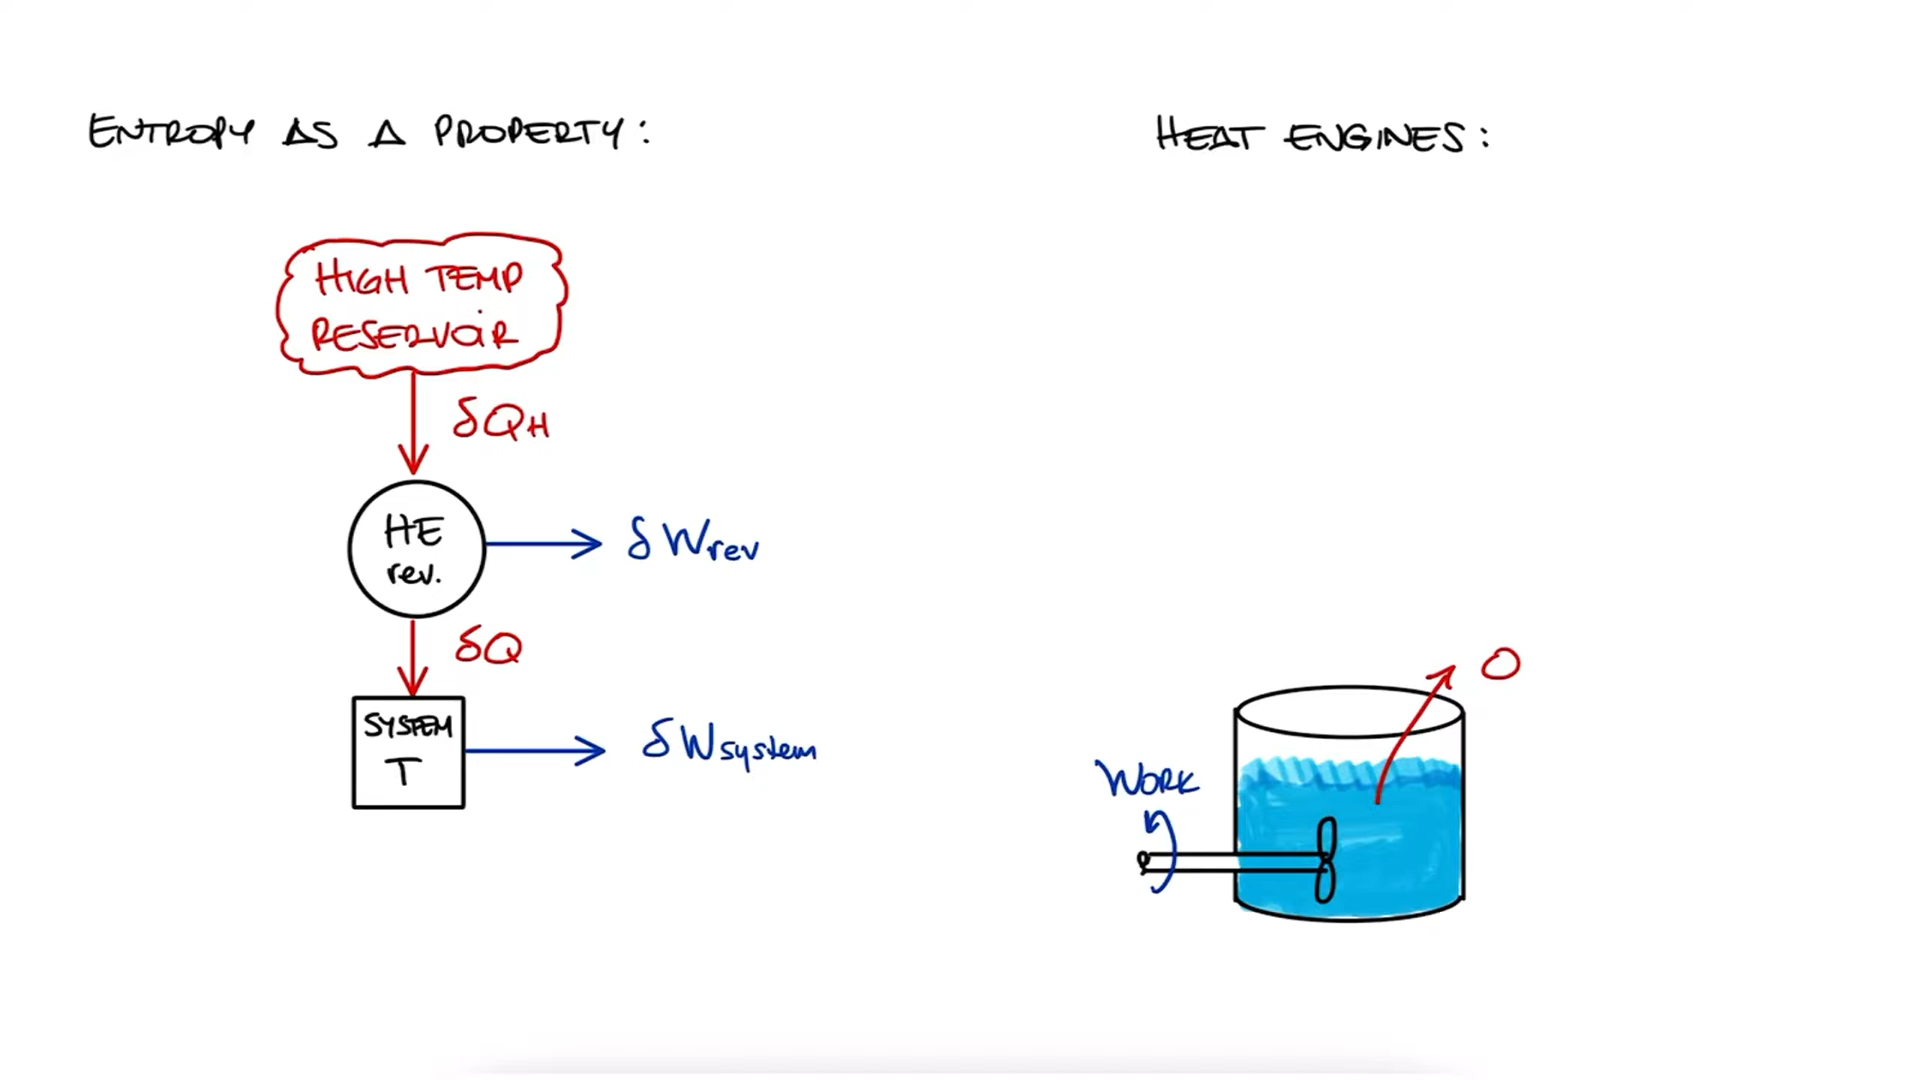 ENTROPY AS A PROPERTY:
HIGH TEMP
RESERVOIR
δQH
HE
rev.
δWrev
δQ
SYSTEM
T
δWsystem
HEAT ENGINES:
O
WORK